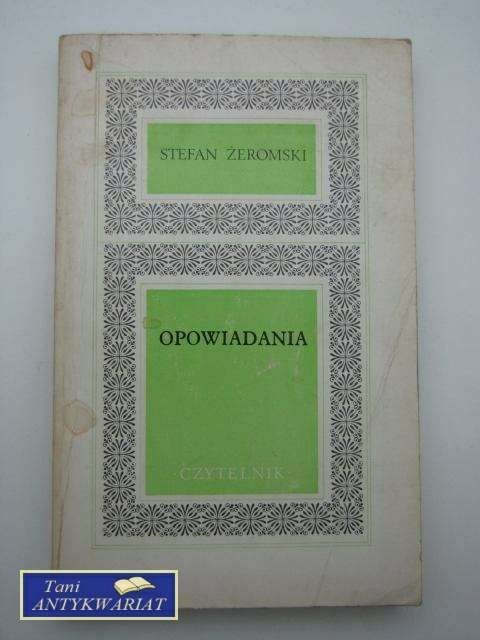 STEFAN ŻEROMSKI
OPOWIADANIA
·CZYTELNIK·
Tani
ANTYKWARIAT